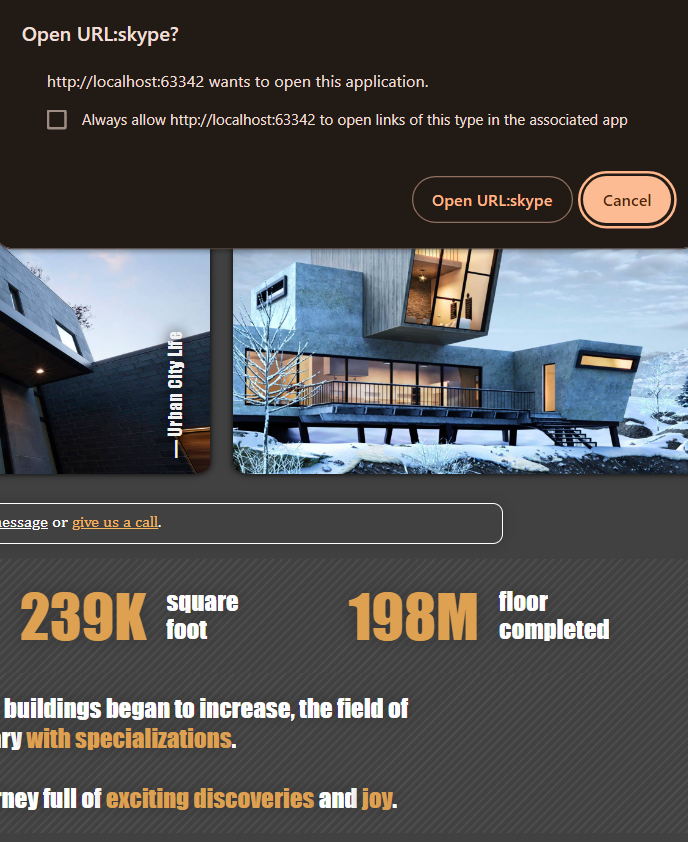 Open URL:skype?
http://localhost:63342 wants to open this application.
Always allow http://localhost:63342 to open links of this type in the associated app
Open URL:skype
Cancel
—Urban City Life
or give us a call.
239K
square
foot
198M
floor
completed
buildings began to increase, the field of
with specializations.
full of exciting discoveries and joy.